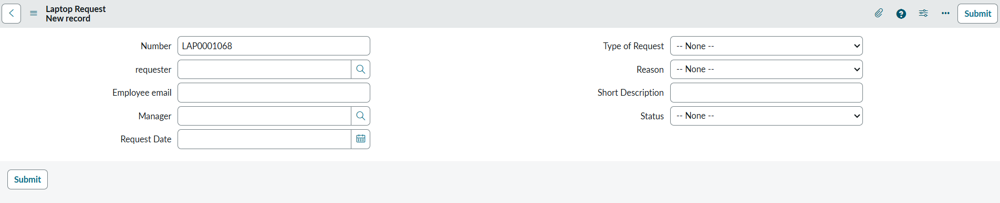 Laptop Request
New record
Submit
Number LAP0001068
requester
Employee email
Manager
Request Date
Type of Request -- None --
Reason -- None --
Short Description
Status -- None --
Submit